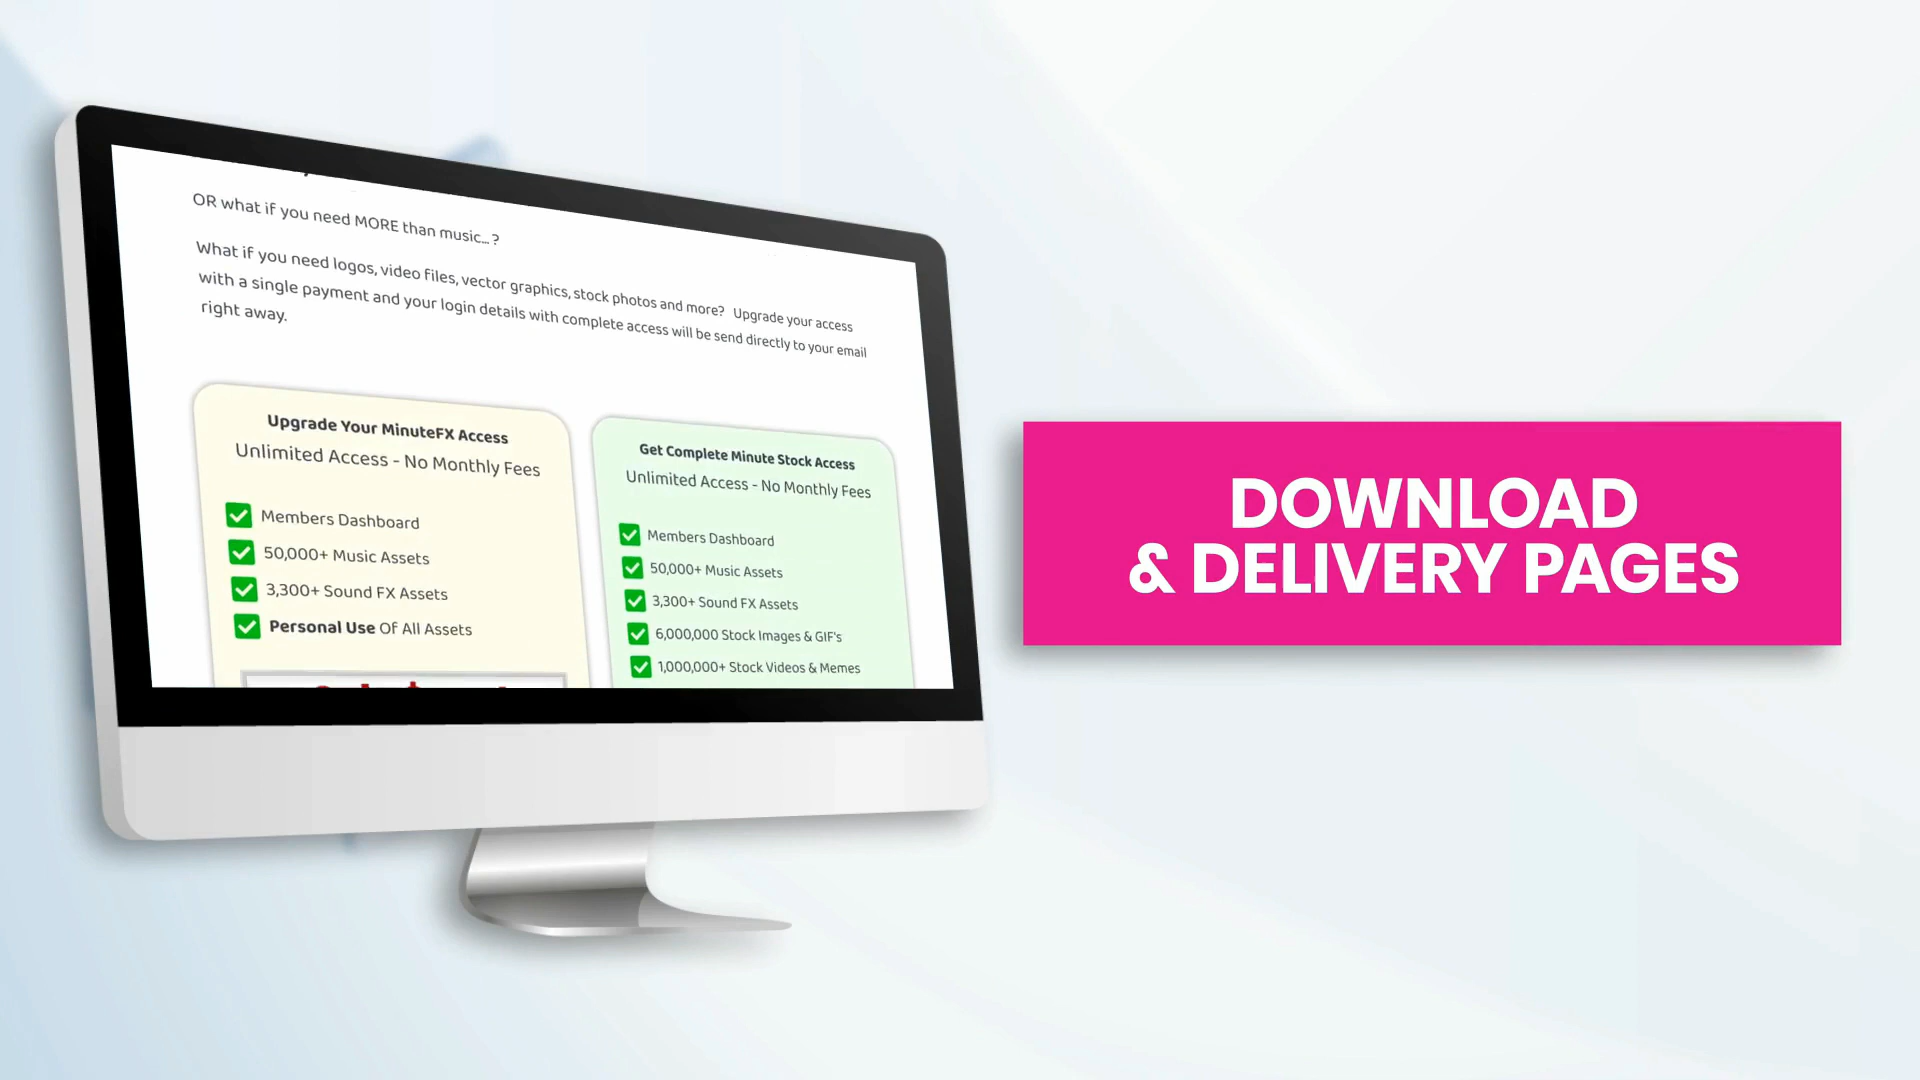 OR what if you need MORE than music... ?
What if you need logos, video files, vector graphics, stock photos and more? Upgrade your access
with a single payment and your login details with complete access will be send directly to your email
right away.
Upgrade Your MinuteFX Access
Unlimited Access - No Monthly Fees
Members Dashboard
50,000+ Music Assets
3,300+ Sound FX Assets
Personal Use Of All Assets
Get Complete Minute Stock Access
Unlimited Access - No Monthly Fees
Members Dashboard
50,000+ Music Assets
3,300+ Sound FX Assets
6,000,000 Stock Images & GIF's
1,000,000+ Stock Videos & Memes
DOWNLOAD
& DELIVERY PAGES